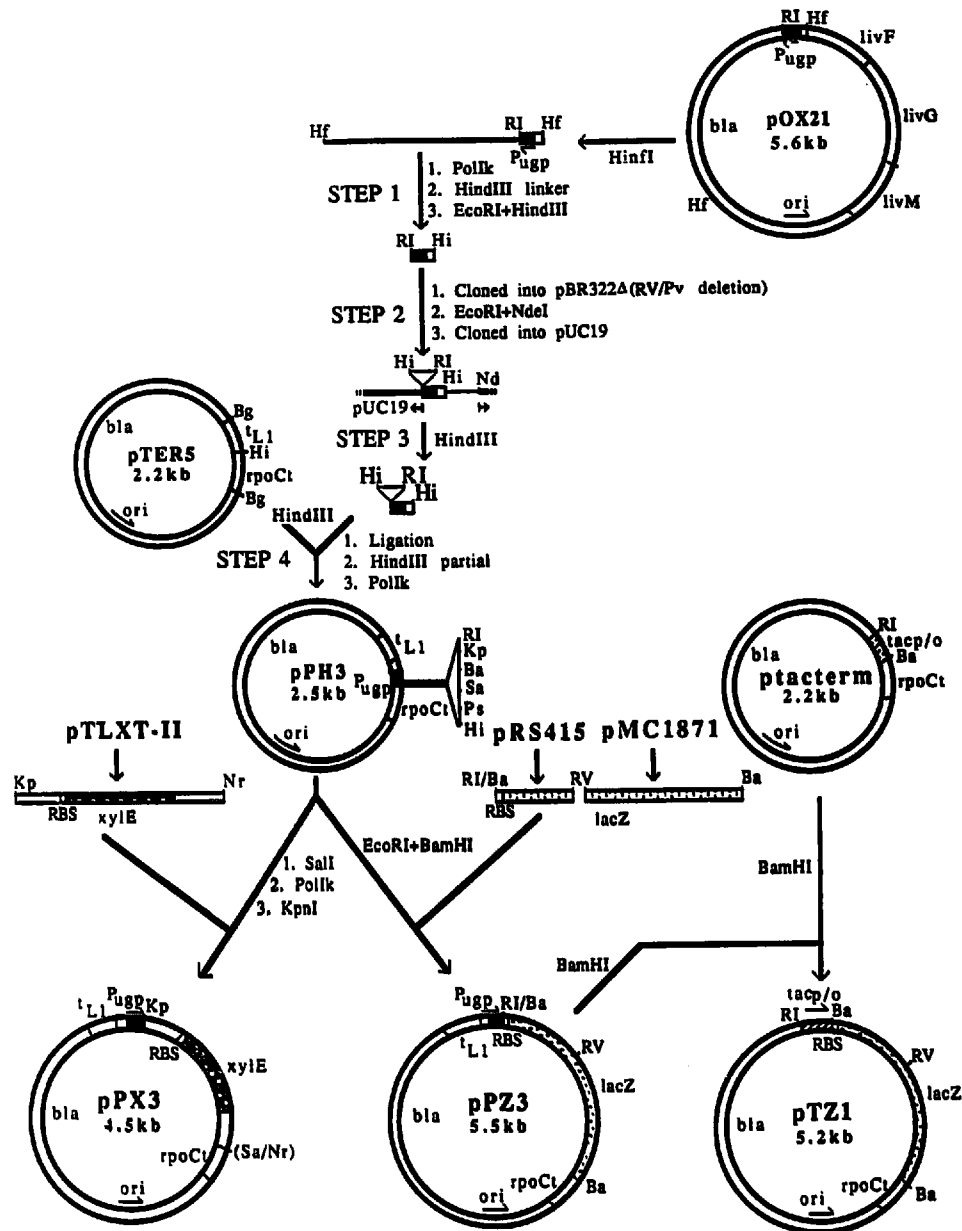 RI Hf
livF
Pugp
bla
pOX21
5.6kb
livG
Hf
ori
livM
Hf
RI Hf
Pugp
HinfI
STEP 1
1. PolIk
2. HindIII linker
3. EcoRI+HindIII
RI Hi
STEP 2
1. Cloned into pBR322Δ(RV/Pv deletion)
2. EcoRI+NdeI
3. Cloned into pUC19
Hi RI
Hi Nd
pUC19
STEP 3
HindIII
Hi RI
Hi
bla
pTER5
2.2kb
Bg
tL1
Hi
rpoCt
Bg
ori
HindIII
STEP 4
1. Ligation
2. HindIII partial
3. PolIk
bla
pPH3
2.5kb
tL1
Pugp
rpoCt
ori
RI
Kp
Ba
Sa
Ps
Hi
RI
tacp/o
Ba
bla
ptacterm
2.2kb
rpoCt
ori
pTLXT-II
Kp Nr
RBS xylE
pRS415 pMC1871
RI/Ba RV Ba
RBS lacZ
1. SalI
2. PolIk
3. KpnI
EcoRI+BamHI
BamHI
BamHI
tL1 Pugp Kp
RBS
xylE
bla
pPX3
4.5kb
rpoCt
(Sa/Nr)
ori
Pugp RI/Ba
tL1 RBS
RV
lacZ
bla
pPZ3
5.5kb
rpoCt
ori
Ba
tacp/o
RI Ba
RBS
RV
lacZ
bla
pTZ1
5.2kb
rpoCt
ori
Ba